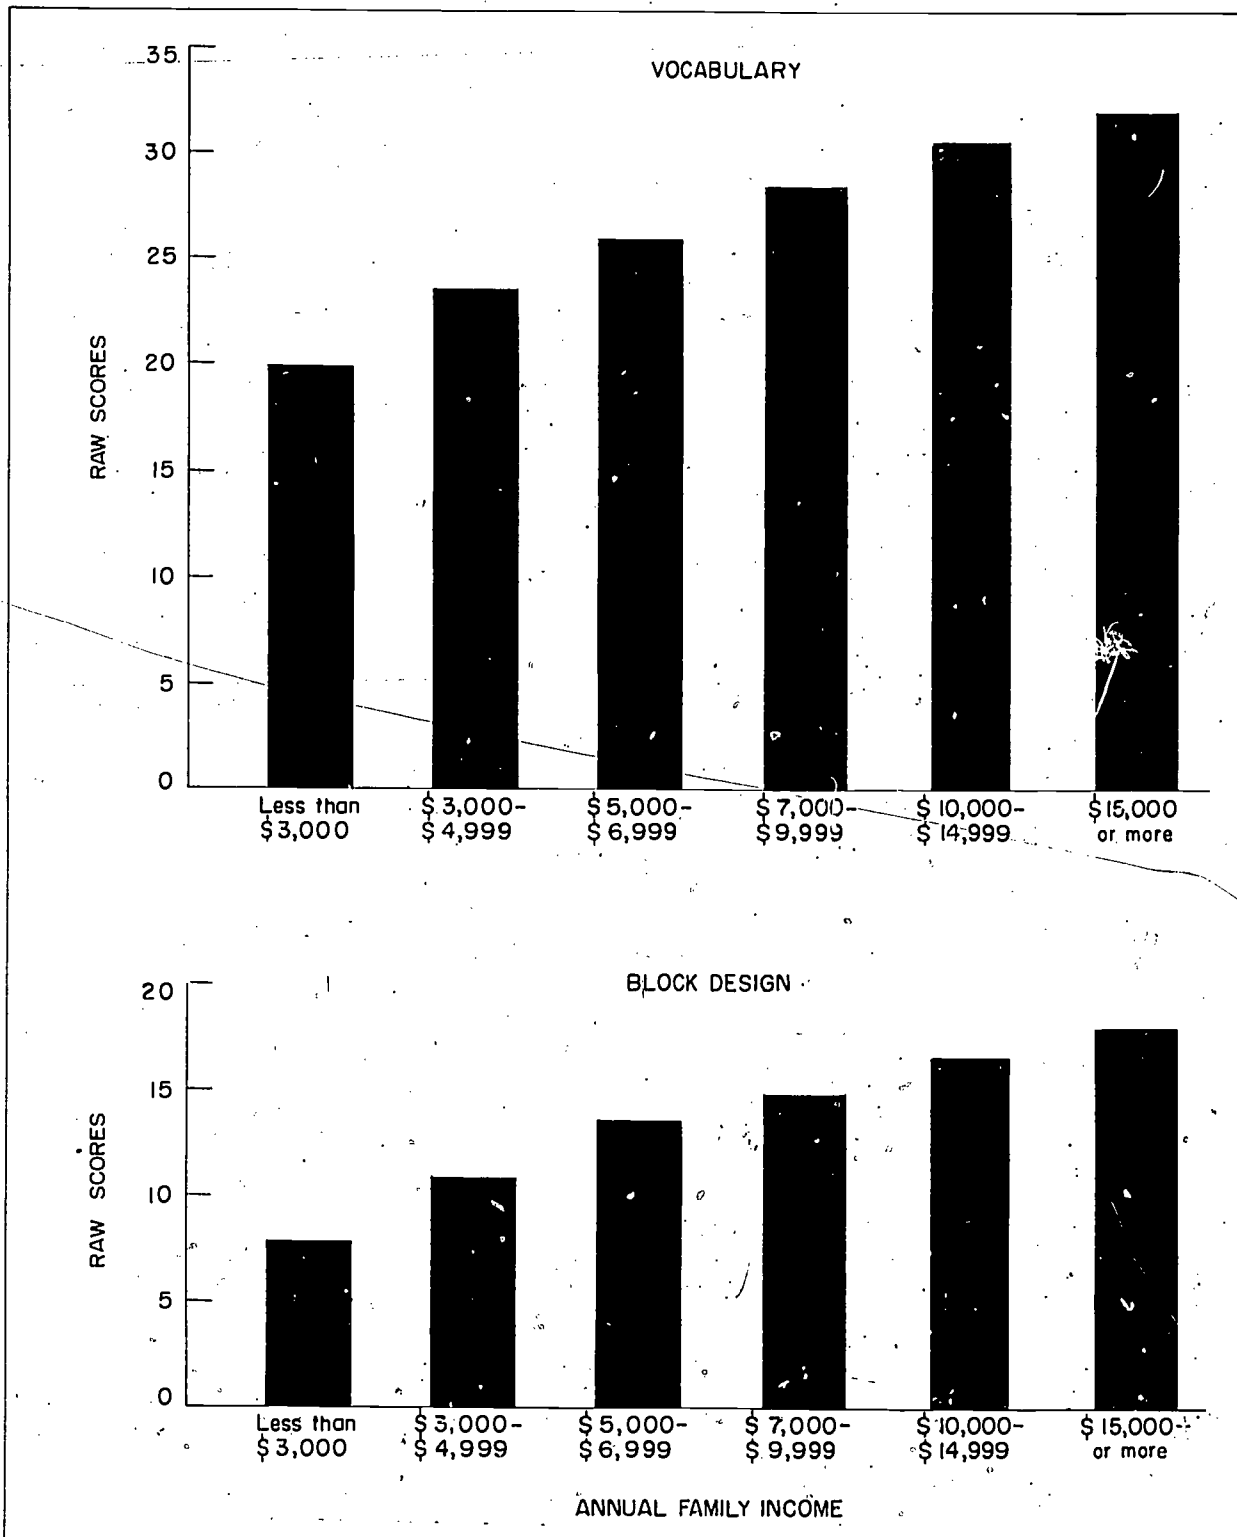 VOCABULARY
35
30
25
20
15
10
5
0
RAW SCORES
Less than $3,000
$3,000- $4,999
$5,000- $6,999
$7,000- $9,999
$10,000- $14,999
$15,000 or more
BLOCK DESIGN
20
15
10
5
0
RAW SCORES
Less than $3,000
$3,000- $4,999
$5,000- $6,999
$7,000- $9,999
$10,000- $14,999
$15,000- or more
ANNUAL FAMILY INCOME